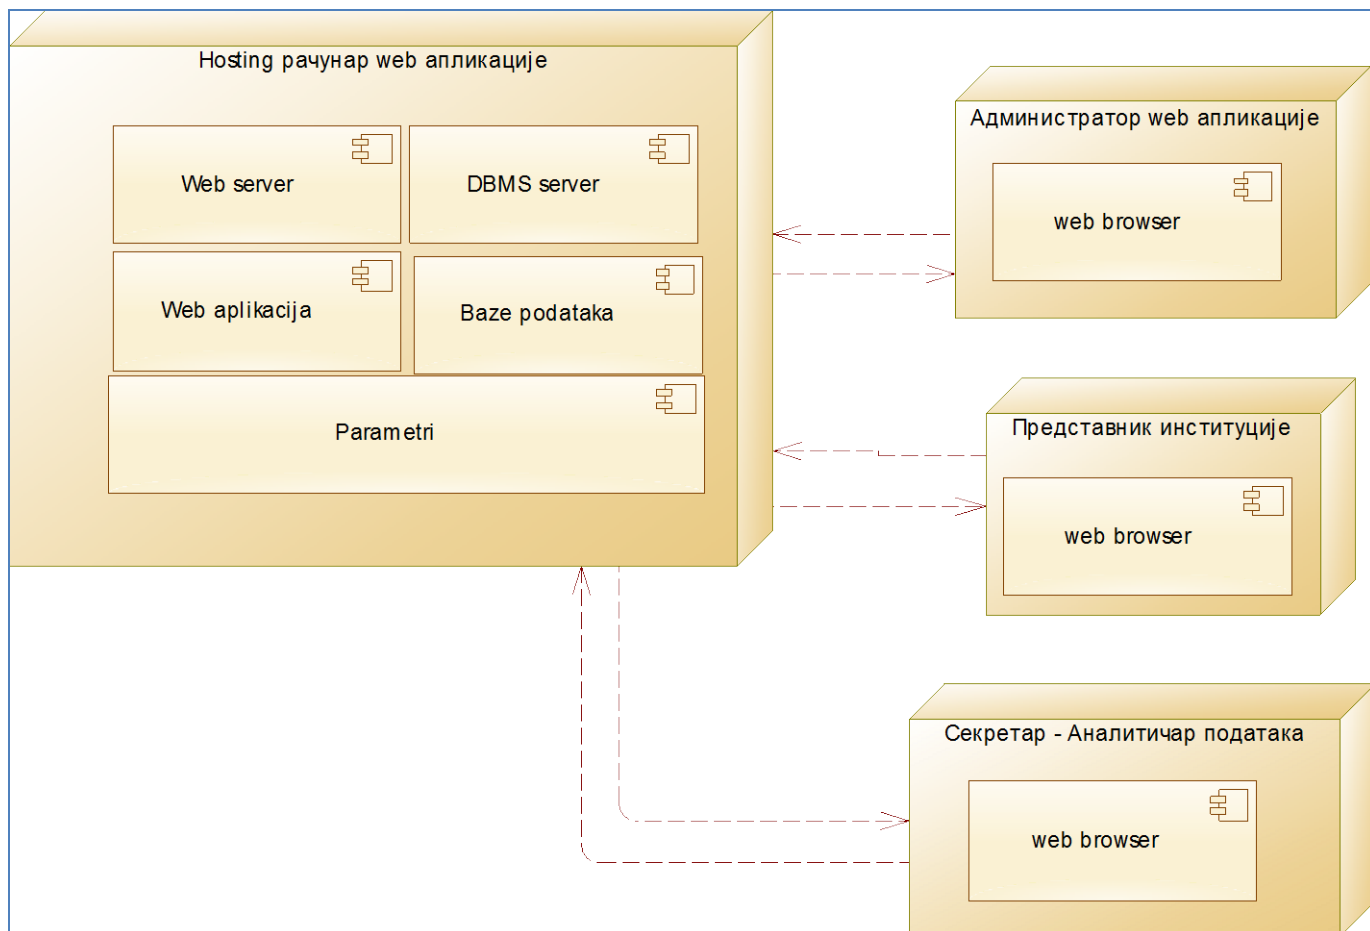 Hosting рачунар web апликације
Web server
DBMS server
Web aplikacija
Baze podataka
Parametri
Администратор web апликације
web browser
Представник институције
web browser
Секретар - Аналитичар података
web browser